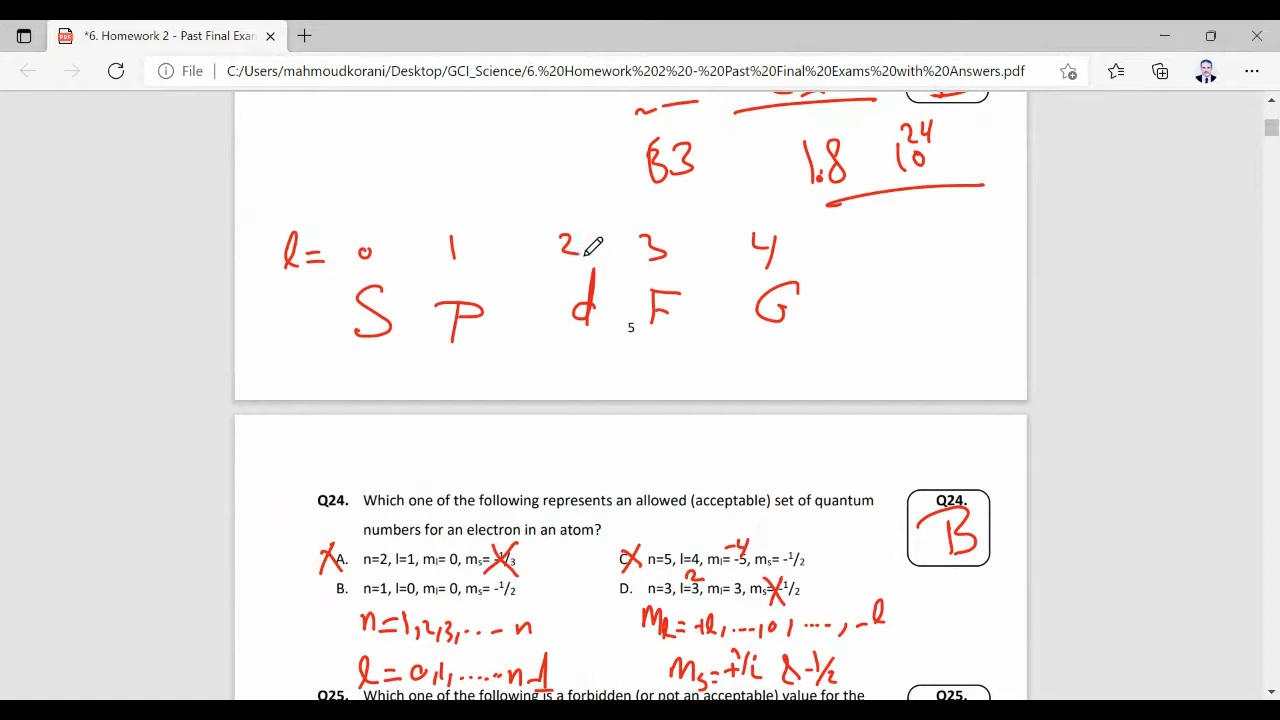 *6. Homework 2 - Past Final Exan
File C:/Users/mahmoudkorani/Desktop/GCI_Science/6.%20Homework%202%20-%20Past%20Final%20Exams%20with%20Answers.pdf
63 1.8 10^24
l= 0 1 2 3 4
S P d F G
5
Q24. Which one of the following represents an allowed (acceptable) set of quantum Q24.
numbers for an electron in an atom? B
X A. n=2, l=1, ml= 0, ms= -1/3 X C. n=5, l=4, ml= -5, ms= -1/2 -4
B. n=1, l=0, ml= 0, ms= -1/2 D. n=3, l=3, ml= 3, ms= -1/2 2
n=1,2,3,....- n ml= +l, ...., 0, ....., -l
l = 0,1,.....- n-1 ms= +1/2 & -1/2
Q25. Which one of the following is a forbidden (or not an acceptable) value for the Q25.